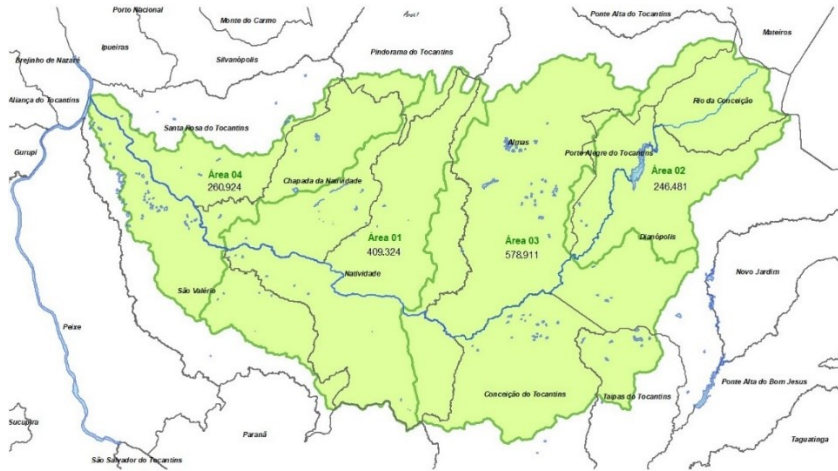 Porto Nacional
Monte do Carmo
Ponte Alta do Tocantins
Mateiros
Ipueiras
Silvanópolis
Pindorama do Tocantins
Brejinho de Nazaré
Aliança do Tocantins
Santa Rosa do Tocantins
Rio da Conceição
Gurupi
Almas
Porto Alegre do Tocantins
Área 04
260.924
Chapada da Natividade
Área 02
246.481
Área 01
409.324
Área 03
578.911
Dianópolis
Natividade
São Valério
Novo Jardim
Peixe
Conceição do Tocantins
Taipas do Tocantins
Ponte Alta do Bom Jesus
Sucupira
Paranã
Taguatinga
São Salvador do Tocantins